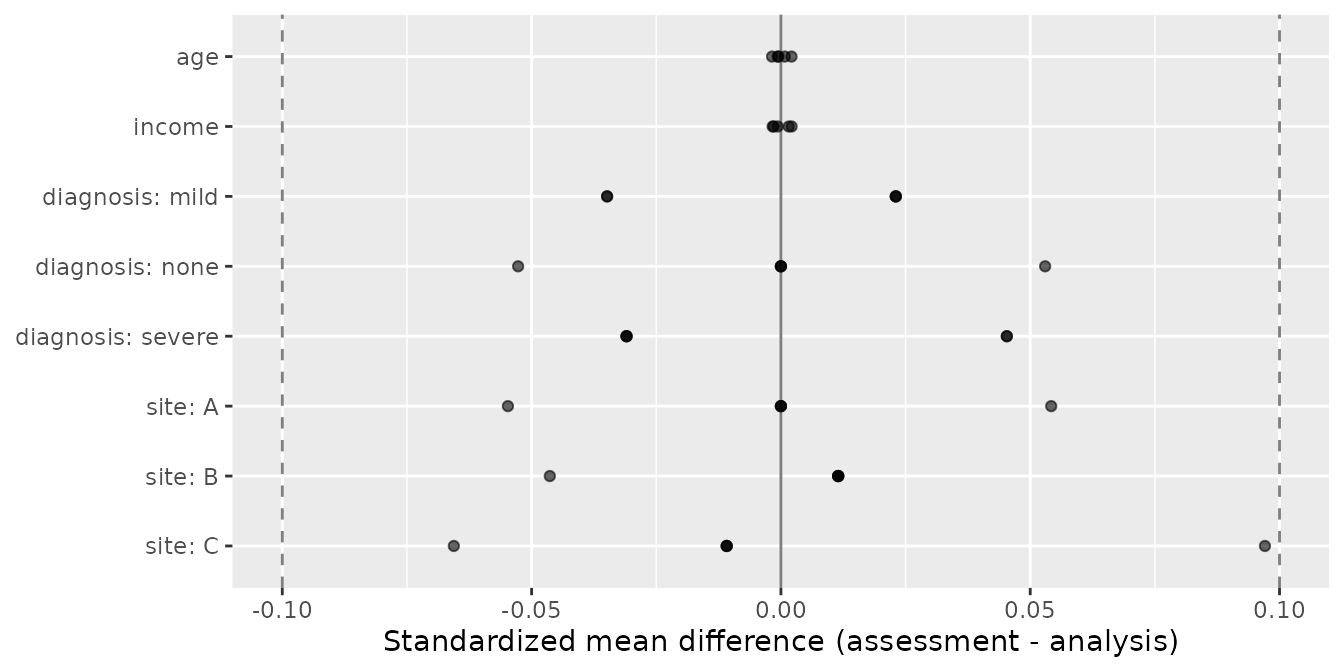 age
income
diagnosis: mild
diagnosis: none
diagnosis: severe
site: A
site: B
site: C
-0.10 -0.05 0.00 0.05 0.10
Standardized mean difference (assessment - analysis)